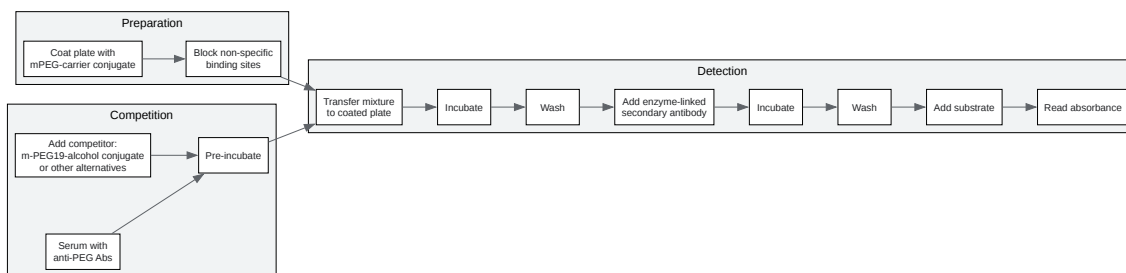 Preparation
Coat plate with
mPEG-carrier conjugate
Block non-specific
binding sites
Competition
Add competitor:
m-PEG19-alcohol conjugate
or other alternatives
Pre-incubate
Serum with
anti-PEG Abs
Detection
Transfer mixture
to coated plate
Incubate
Wash
Add enzyme-linked
secondary antibody
Incubate
Wash
Add substrate
Read absorbance